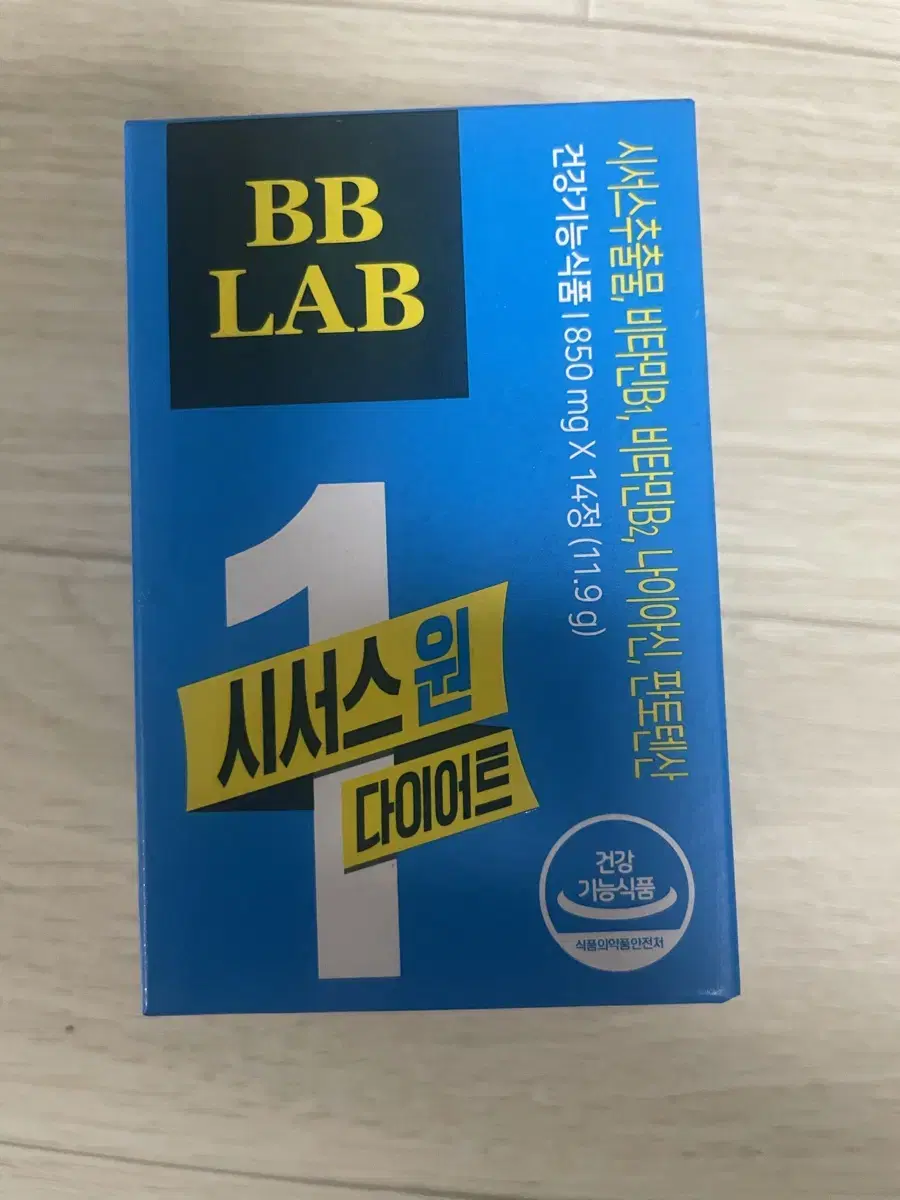 BB
LAB
시서스추출물, 비타민B1, 비타민B2, 나이아신, 판토텐산
건강기능식품 | 850 mg X 14정 (11.9 g)
1
시서스 원
다이어트
건강
기능식품
식품의약품안전처